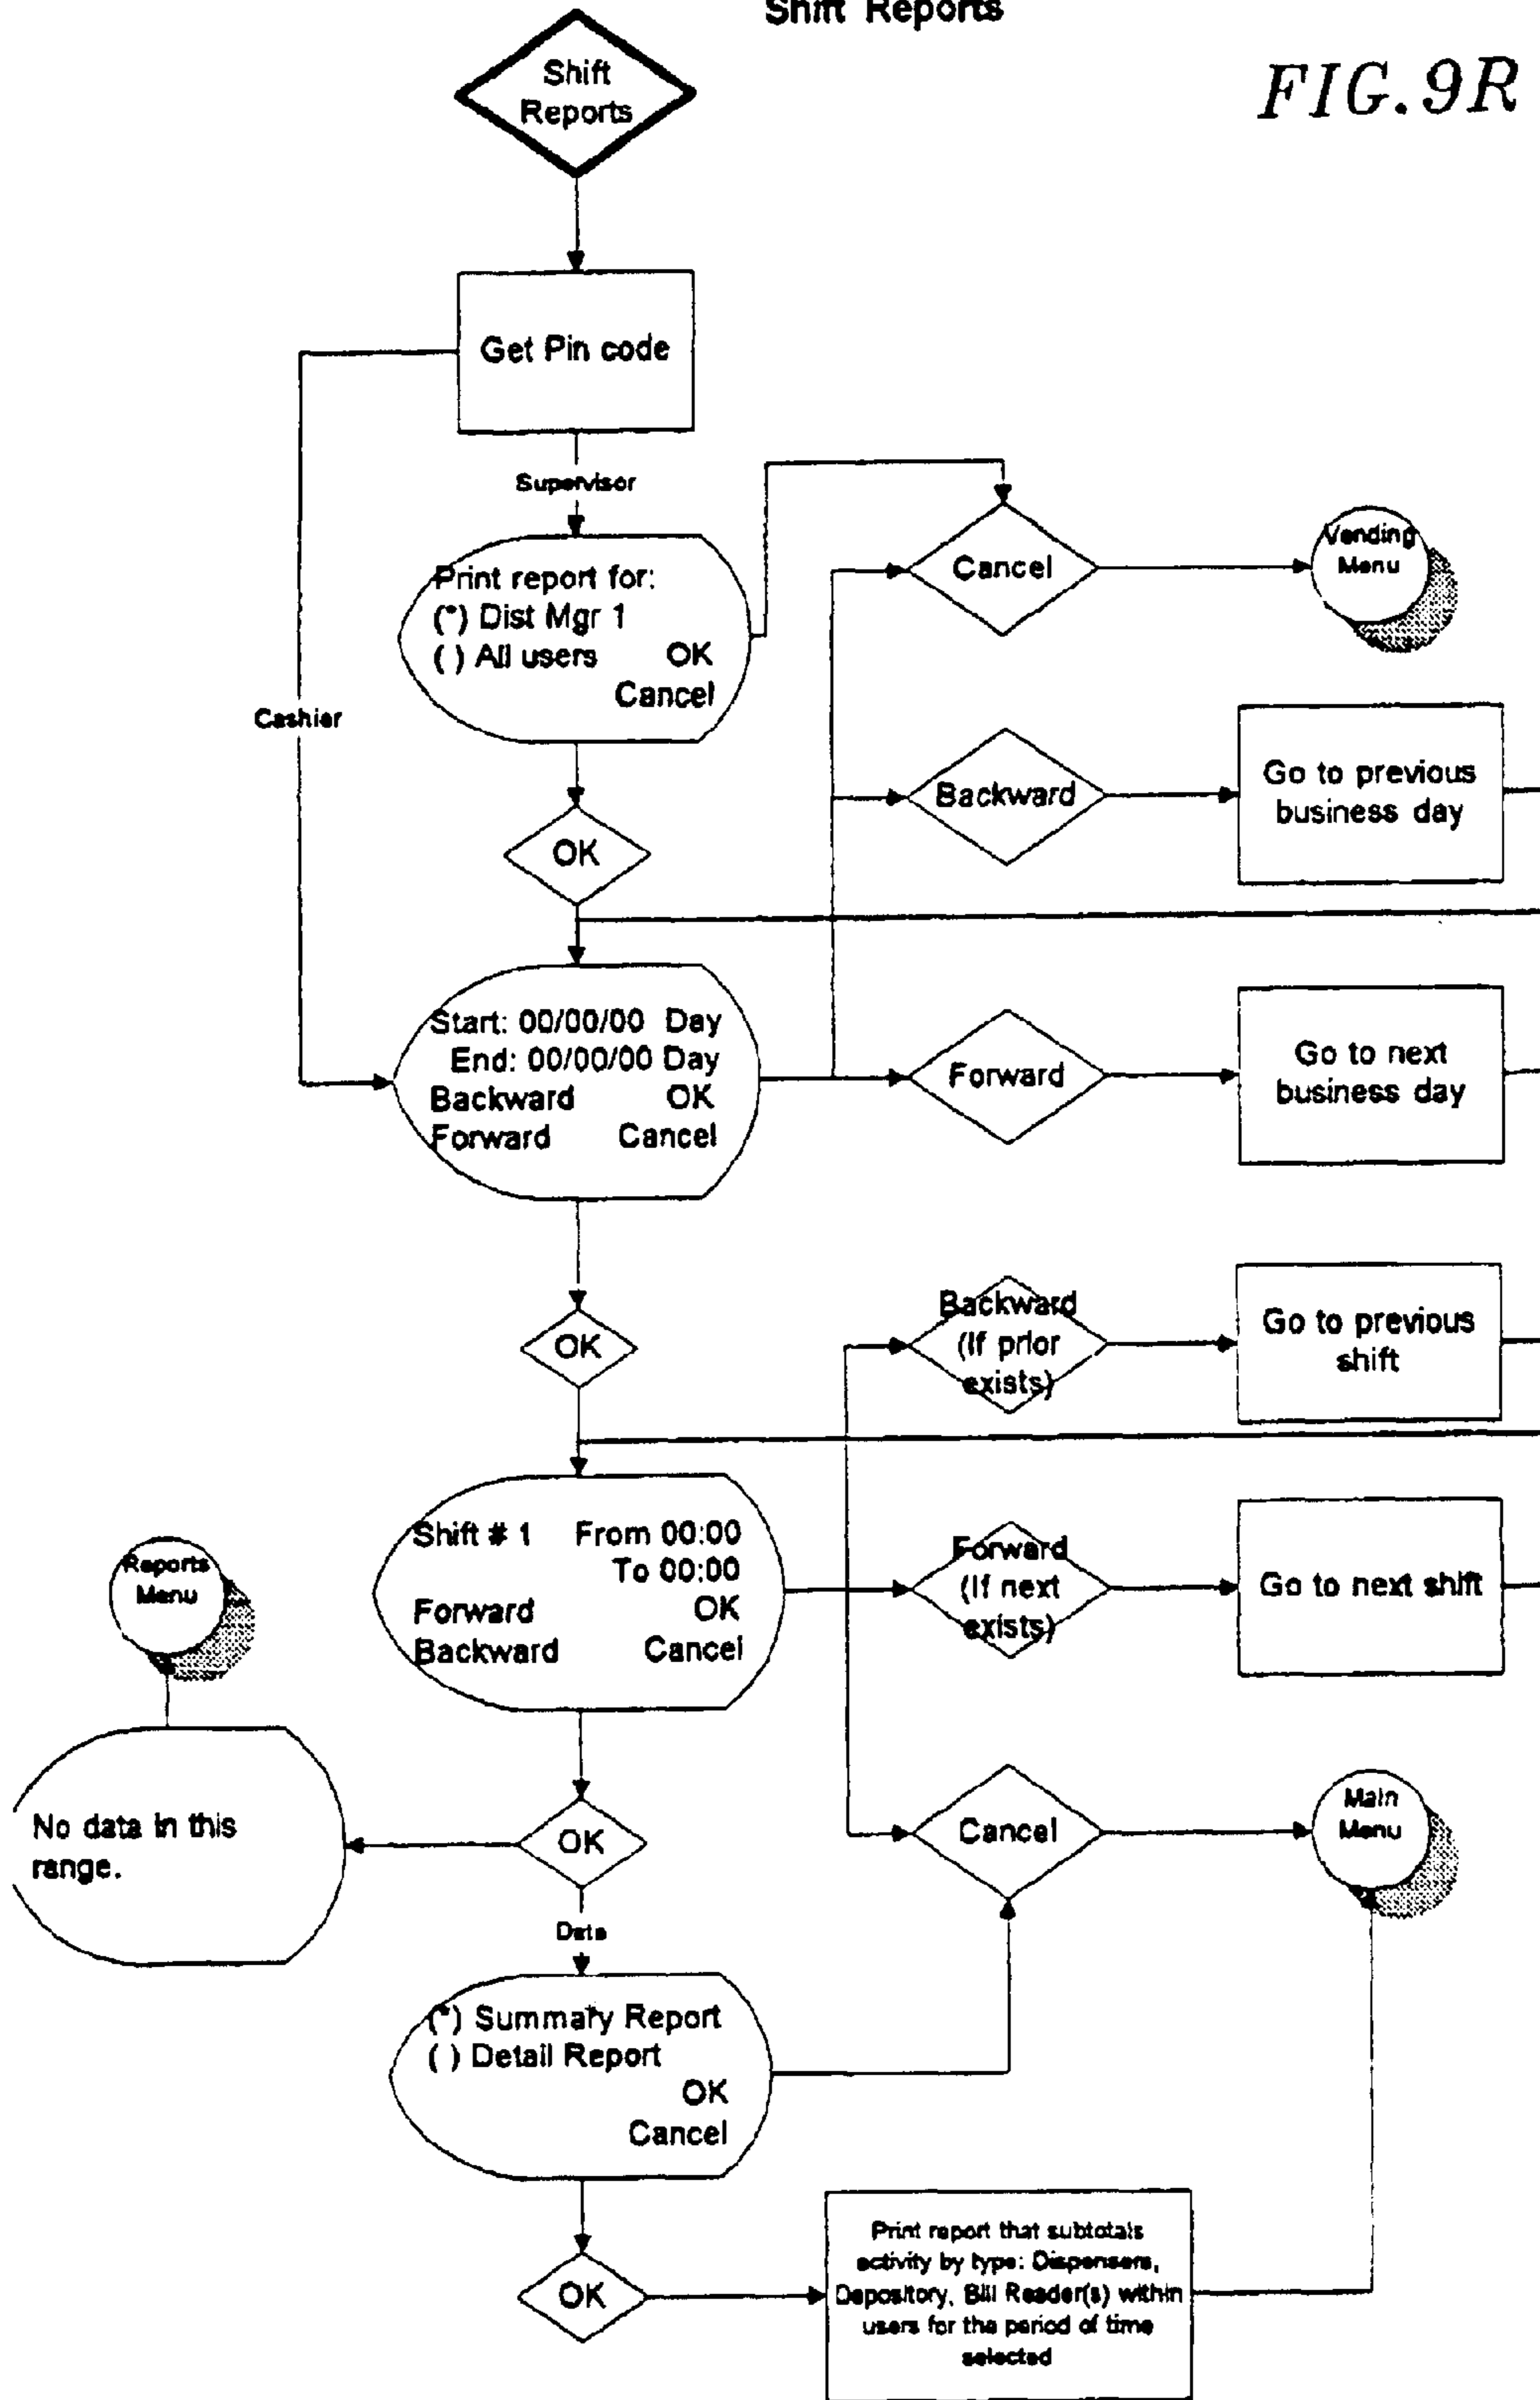 Shift Reports
FIG.9R
Shift
Reports
Get Pin code
Supervisor
Cashier
Print report for:
(*) Dist Mgr 1
( ) All users OK
Cancel
Cancel
Vending
Menu
Backward
Go to previous
business day
OK
Start: 00/00/00 Day
End: 00/00/00 Day
Backward OK
Forward Cancel
Forward
Go to next
business day
OK
Backward
(If prior
exists)
Go to previous
shift
Shift # 1 From 00:00
To 00:00
Forward OK
Backward Cancel
Forward
(If next
exists)
Go to next shift
Reports
Menu
No data in this
range.
OK
Cancel
Main
Menu
Data
(*) Summary Report
( ) Detail Report
OK
Cancel
OK
Print report that subtotals
activity by type: Dispensers,
Depository, Bill Reader(s) within
users for the period of time
selected